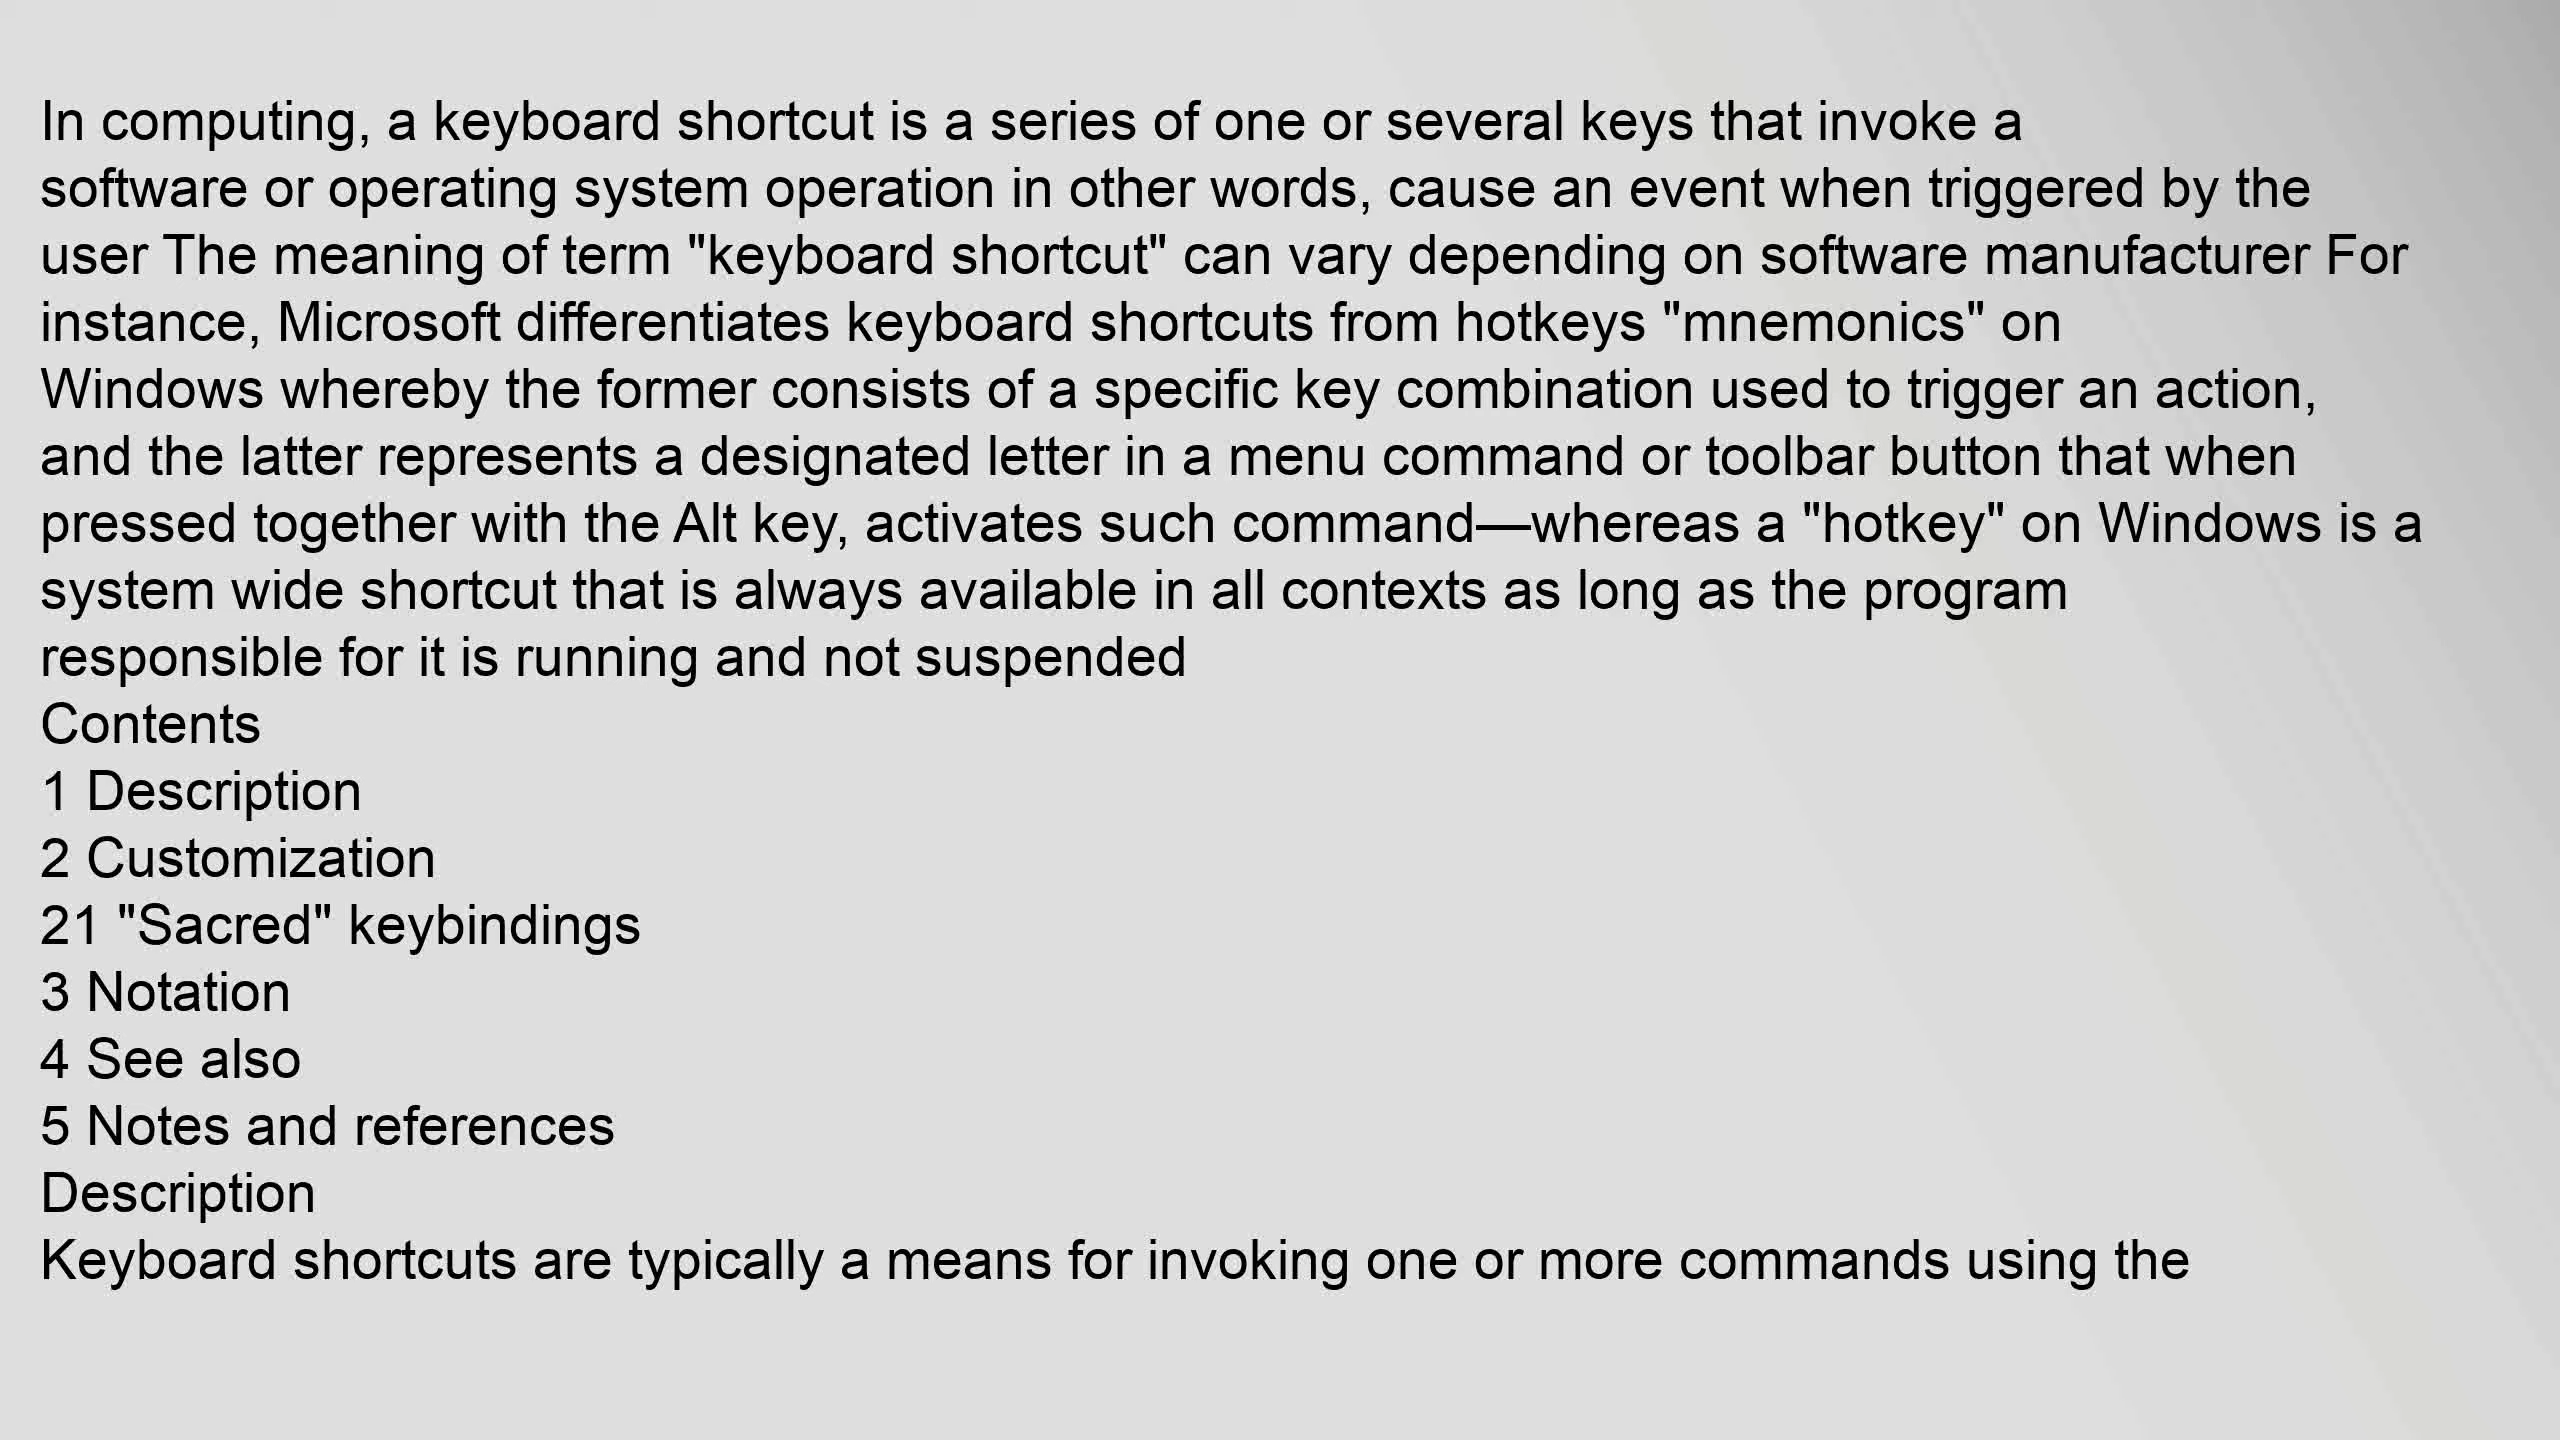 In computing, a keyboard shortcut is a series of one or several keys that invoke a
software or operating system operation in other words, cause an event when triggered by the
user The meaning of term "keyboard shortcut" can vary depending on software manufacturer For
instance, Microsoft differentiates keyboard shortcuts from hotkeys "mnemonics" on
Windows whereby the former consists of a specific key combination used to trigger an action,
and the latter represents a designated letter in a menu command or toolbar button that when
pressed together with the Alt key, activates such command—whereas a "hotkey" on Windows is a
system wide shortcut that is always available in all contexts as long as the program
responsible for it is running and not suspended
Contents
1 Description
2 Customization
21 "Sacred" keybindings
3 Notation
4 See also
5 Notes and references
Description
Keyboard shortcuts are typically a means for invoking one or more commands using the